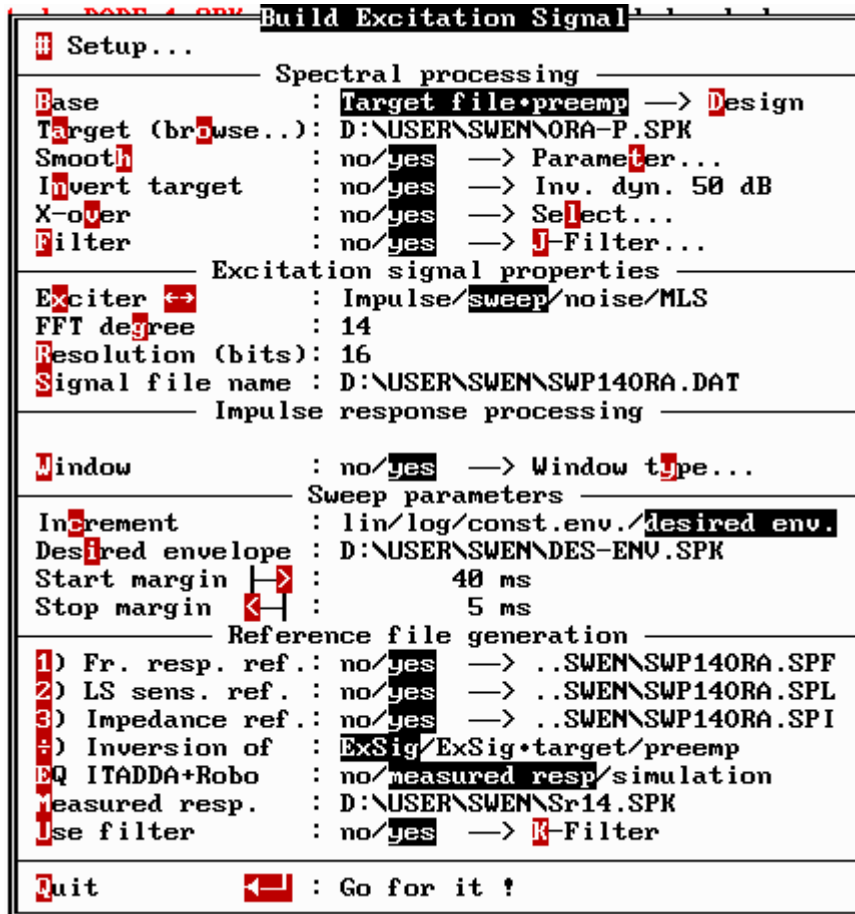 Build Excitation Signal
# Setup...
Spectral processing
Base : Target file•preemp —> Design
Target (browse..): D:\USER\SWEN\ORA-P.SPK
Smooth : no/yes —> Parameter...
Invert target : no/yes —> Inv. dyn. 50 dB
X-over : no/yes —> Select...
Filter : no/yes —> J-Filter...
Excitation signal properties
Exciter ↔ : Impulse/sweep/noise/MLS
FFT degree : 14
Resolution (bits): 16
Signal file name : D:\USER\SWEN\SWP14ORA.DAT
Impulse response processing
Window : no/yes —> Window type...
Sweep parameters
Increment : lin/log/const.env./desired env.
Desired envelope : D:\USER\SWEN\DES-ENV.SPK
Start margin ├> : 40 ms
Stop margin <┤ : 5 ms
Reference file generation
1) Fr. resp. ref.: no/yes —> ..SWEN\SWP14ORA.SPF
2) LS sens. ref. : no/yes —> ..SWEN\SWP14ORA.SPL
3) Impedance ref.: no/yes —> ..SWEN\SWP14ORA.SPI
÷) Inversion of : ExSig/ExSig•target/preemp
EQ ITADDA+Robo : no/measured resp/simulation
Measured resp. : D:\USER\SWEN\Sr14.SPK
Use filter : no/yes —> K-Filter
Quit ◄─┘ : Go for it !